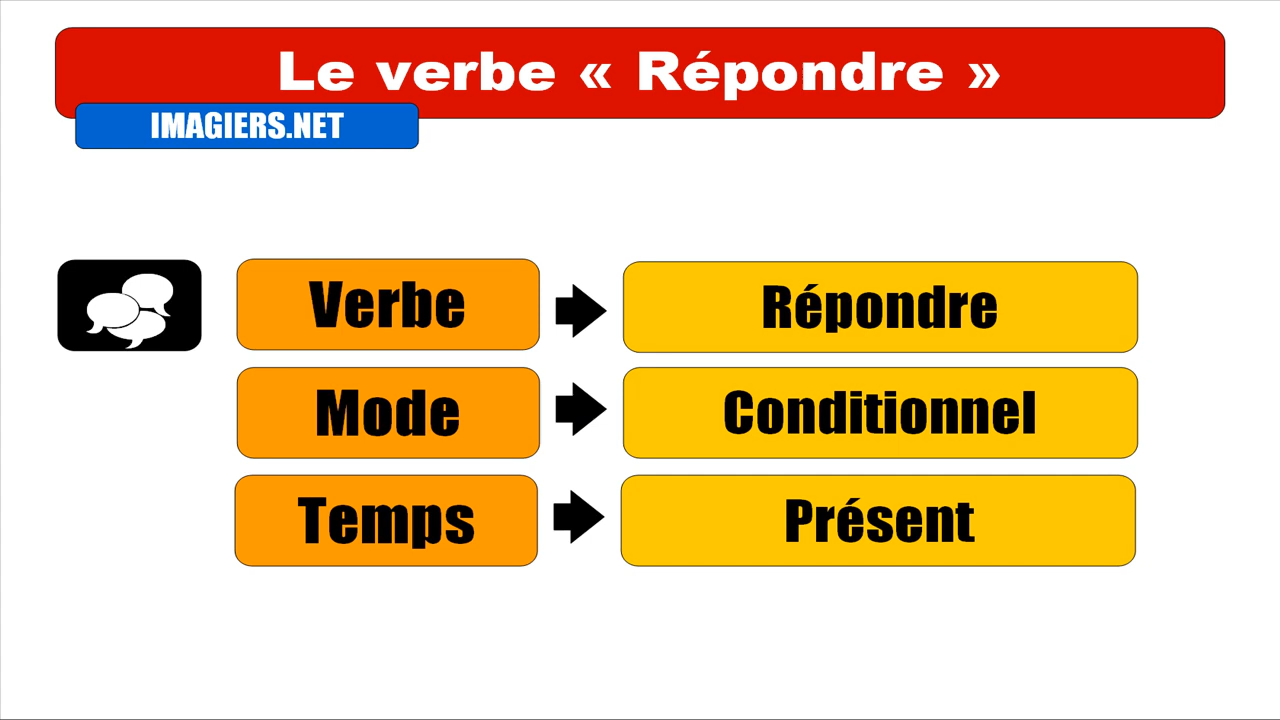 Le verbe « Répondre »
IMAGIERS.NET
Verbe Répondre
Mode Conditionnel
Temps Présent